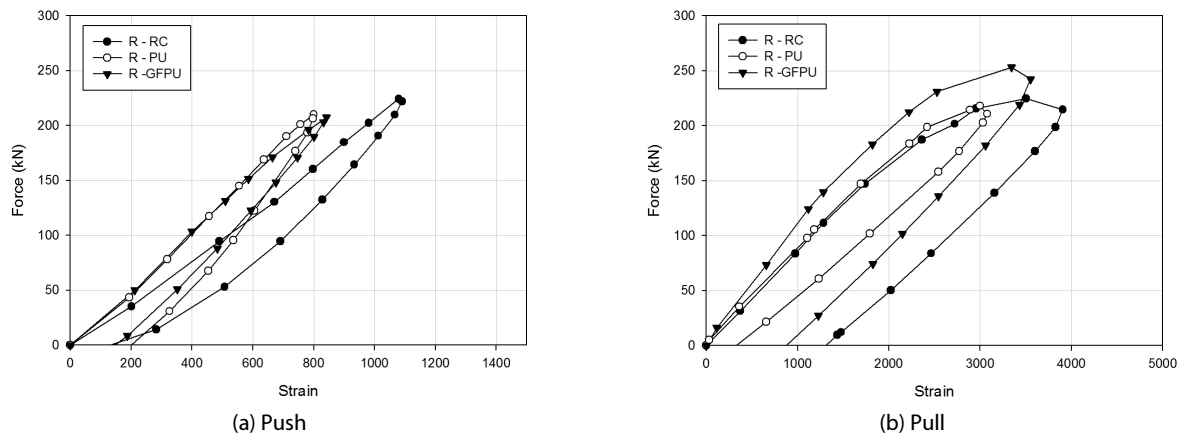 300
250
200
150
100
50
0
Force (kN)
R - RC
R - PU
R -GFPU
0 200 400 600 800 1000 1200 1400
Strain
(a) Push
300
250
200
150
100
50
0
Force (kN)
R - RC
R - PU
R -GFPU
0 1000 2000 3000 4000 5000
Strain
(b) Pull